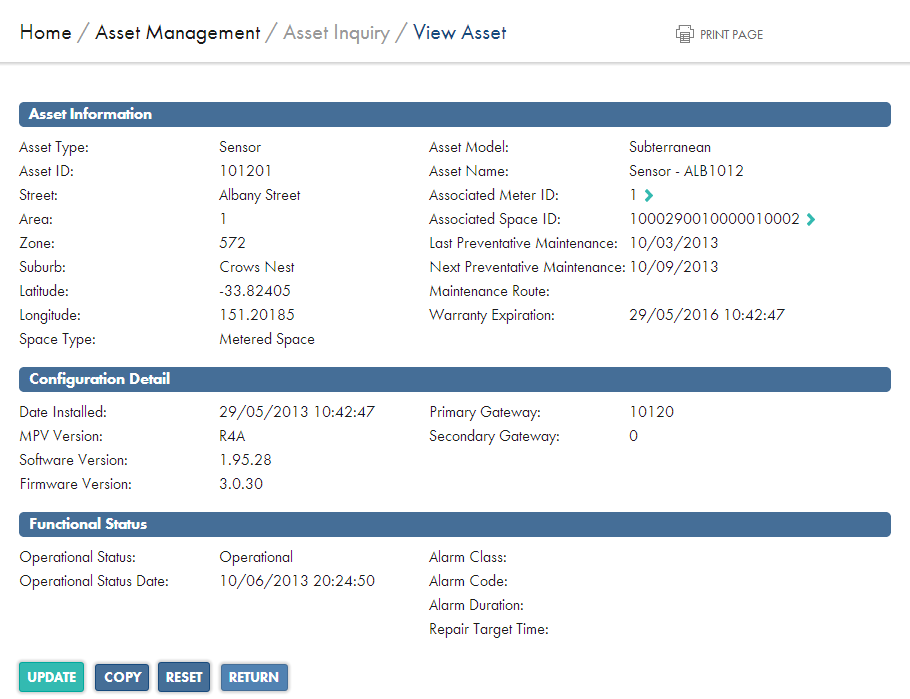 Home / Asset Management / Asset Inquiry / View Asset PRINT PAGE
Asset Information
Asset Type: Sensor Asset Model: Subterranean
Asset ID: 101201 Asset Name: Sensor - ALB1012
Street: Albany Street Associated Meter ID: 1
Area: 1 Associated Space ID: 1000290010000010002
Zone: 572 Last Preventative Maintenance: 10/03/2013
Suburb: Crows Nest Next Preventative Maintenance: 10/09/2013
Latitude: -33.82405 Maintenance Route:
Longitude: 151.20185 Warranty Expiration: 29/05/2016 10:42:47
Space Type: Metered Space
Configuration Detail
Date Installed: 29/05/2013 10:42:47 Primary Gateway: 10120
MPV Version: R4A Secondary Gateway: 0
Software Version: 1.95.28
Firmware Version: 3.0.30
Functional Status
Operational Status: Operational Alarm Class:
Operational Status Date: 10/06/2013 20:24:50 Alarm Code:
Alarm Duration:
Repair Target Time:
UPDATE COPY RESET RETURN